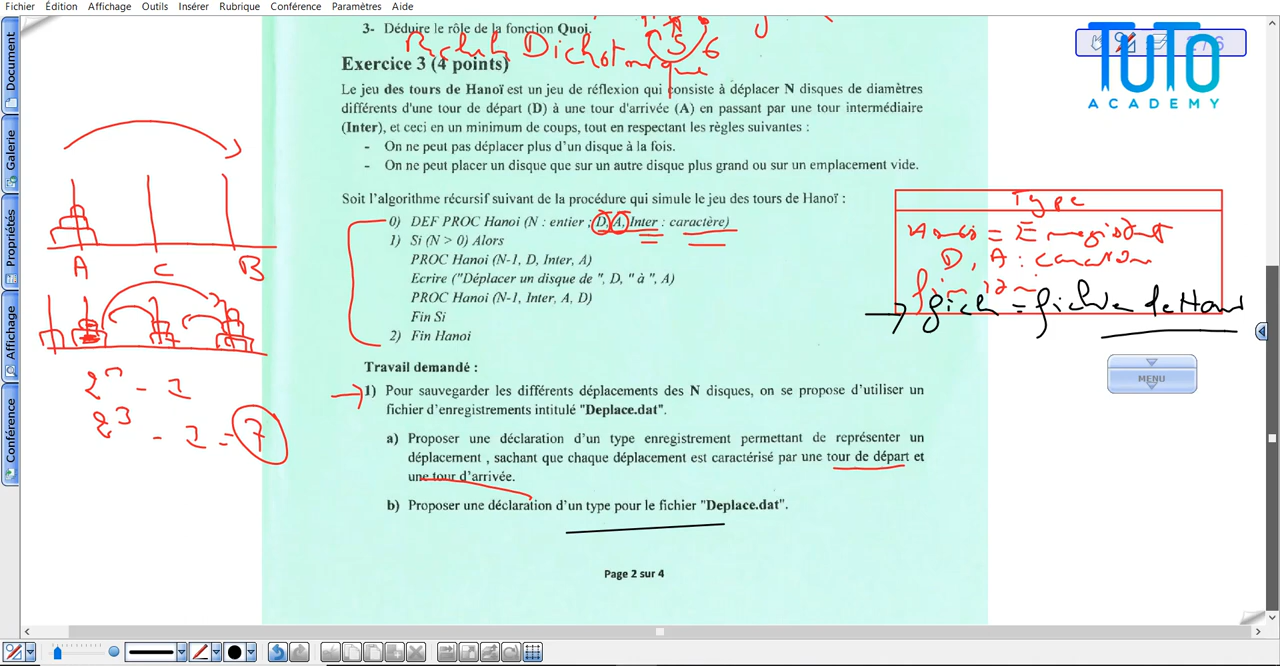 Fichier Édition Affichage Outils Insérer Rubrique Conférence Paramètres Aide
Document
Galerie
Propriétés
Affichage
Conférence
3- Déduire le rôle de la fonction Quoi.
5 6
TUTO
ACADEMY
Exercice 3 (4 points)
Le jeu des tours de Hanoï est un jeu de réflexion qui consiste à déplacer N disques de diamètres
différents d'une tour de départ (D) à une tour d'arrivée (A) en passant par une tour intermédiaire
(Inter), et ceci en un minimum de coups, tout en respectant les règles suivantes :
- On ne peut pas déplacer plus d'un disque à la fois.
- On ne peut placer un disque que sur un autre disque plus grand ou sur un emplacement vide.
Soit l'algorithme récursif suivant de la procédure qui simule le jeu des tours de Hanoï :
0) DEF PROC Hanoi (N : entier ; D, A, Inter : caractère)
1) Si (N > 0) Alors
PROC Hanoi (N-1, D, Inter, A)
Ecrire ("Déplacer un disque de ", D, " à ", A)
PROC Hanoi (N-1, Inter, A, D)
Fin Si
2) Fin Hanoi
Travail demandé :
1) Pour sauvegarder les différents déplacements des N disques, on se propose d'utiliser un
fichier d'enregistrements intitulé "Deplace.dat".
a) Proposer une déclaration d'un type enregistrement permettant de représenter un
déplacement , sachant que chaque déplacement est caractérisé par une tour de départ et
une tour d'arrivée.
b) Proposer une déclaration d'un type pour le fichier "Deplace.dat".
Page 2 sur 4
A C B
= 7
Type
D, A :
MENU